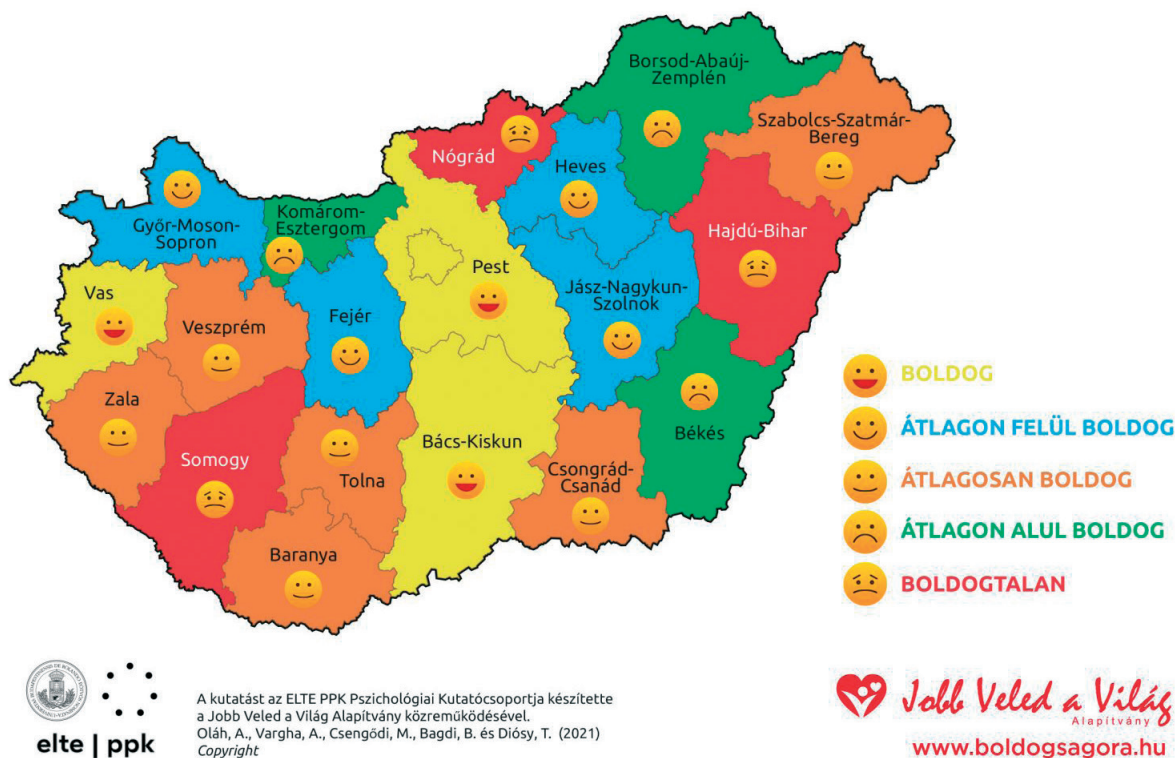 Borsod-Abaúj-
Zemplén
Szabolcs-Szatmár-
Bereg
Nógrád
Heves
Hajdú-Bihar
Győr-Moson-
Sopron
Komárom-
Esztergom
Pest
Jász-Nagykun-
Szolnok
Vas
Veszprém
Fejér
Zala
Somogy
Tolna
Bács-Kiskun
Csongrád-
Csanád
Békés
Baranya
BOLDOG
ÁTLAGON FELÜL BOLDOG
ÁTLAGOSAN BOLDOG
ÁTLAGON ALUL BOLDOG
BOLDOGTALAN
elte | ppk
A kutatást az ELTE PPK Pszichológiai Kutatócsoportja készítette
a Jobb Veled a Világ Alapítvány közreműködésével.
Oláh, A., Vargha, A., Csengődi, M., Bagdi, B. és Diósy, T. (2021)
Copyright
Jobb Veled a Világ
Alapítvány
www.boldogsagora.hu